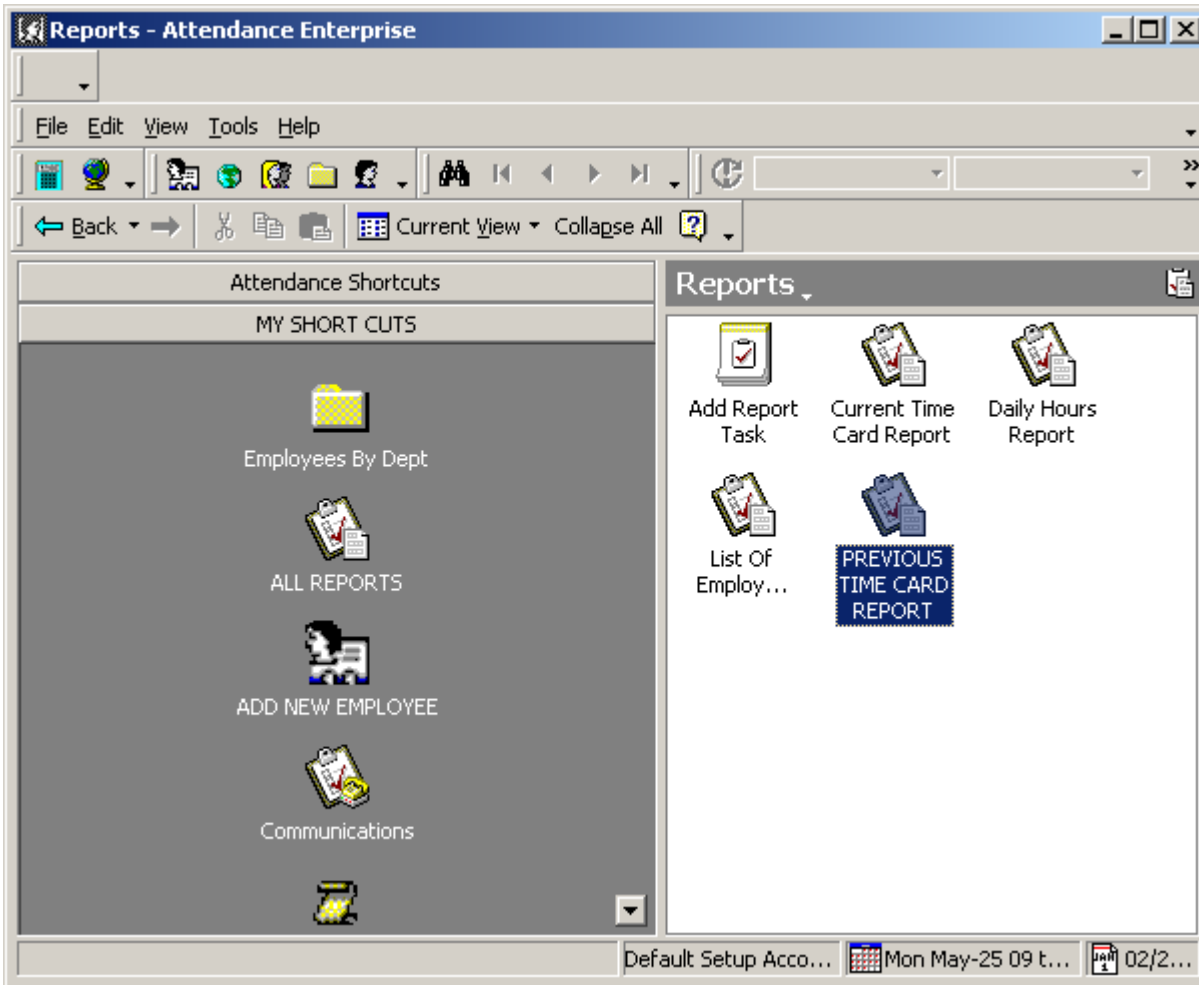 Reports - Attendance Enterprise
File Edit View Tools Help
Back Current View Collapse All
Attendance Shortcuts
MY SHORT CUTS
Employees By Dept
ALL REPORTS
ADD NEW EMPLOYEE
Communications
Reports
Add Report
Task
Current Time
Card Report
Daily Hours
Report
List Of
Employ...
PREVIOUS
TIME CARD
REPORT
Default Setup Acco... Mon May-25 09 t... JAN 1 02/2...